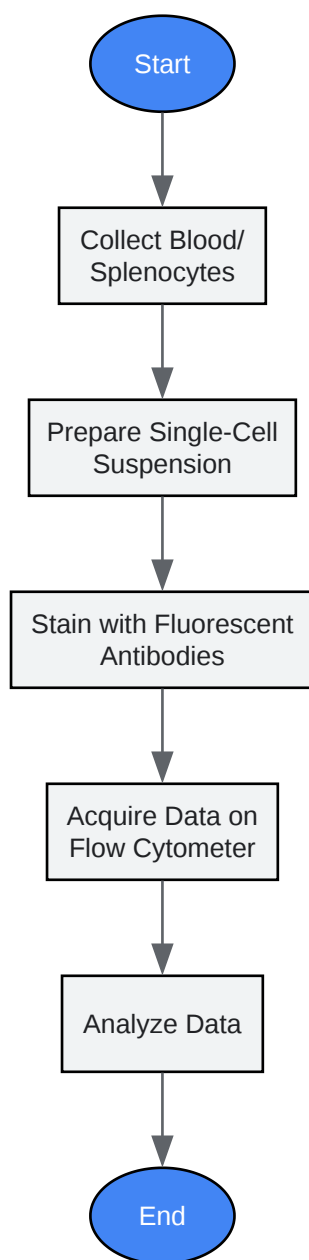 Start
Collect Blood/
Splenocytes
Prepare Single-Cell
Suspension
Stain with Fluorescent
Antibodies
Acquire Data on
Flow Cytometer
Analyze Data
End